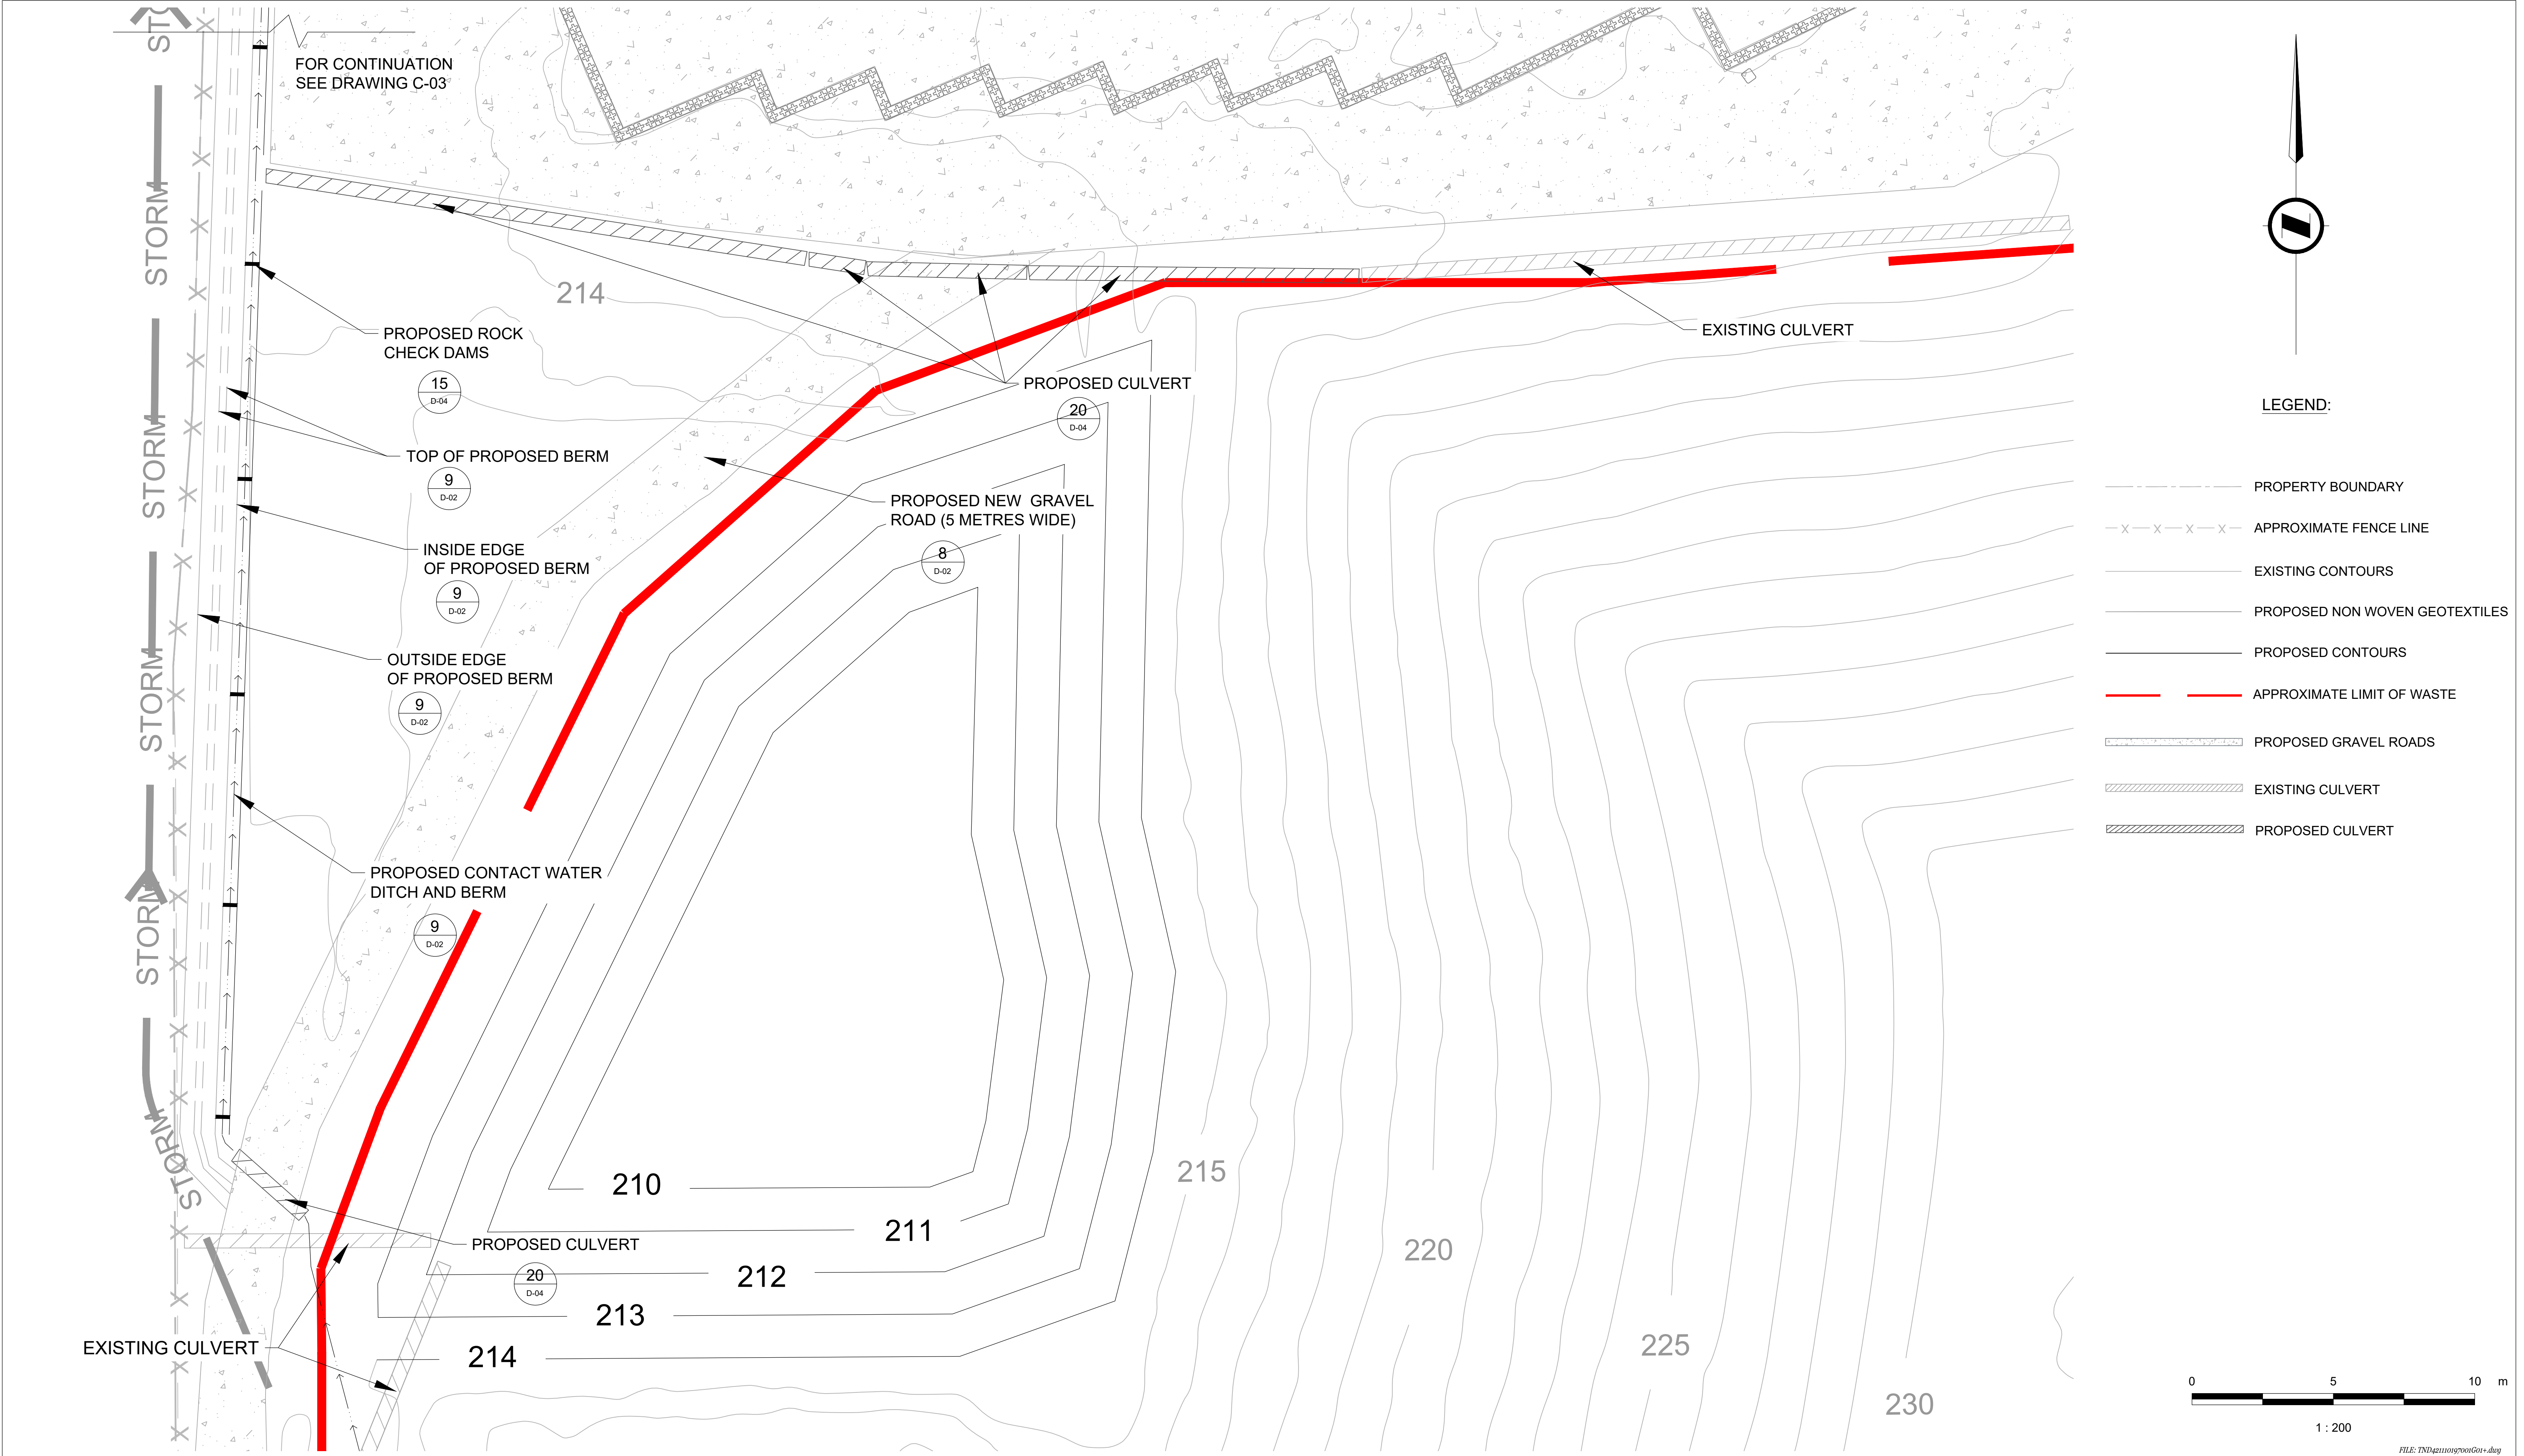 FOR CONTINUATION
SEE DRAWING C-03
STORM
STORM
STORM
STORM
STORM
STORM
214
PROPOSED ROCK
CHECK DAMS
15
D-04
TOP OF PROPOSED BERM
9
D-02
INSIDE EDGE
OF PROPOSED BERM
9
D-02
OUTSIDE EDGE
OF PROPOSED BERM
9
D-02
PROPOSED CONTACT WATER
DITCH AND BERM
9
D-02
EXISTING CULVERT
PROPOSED CULVERT
20
D-04
PROPOSED NEW  GRAVEL
ROAD (5 METRES WIDE)
8
D-02
PROPOSED CULVERT
20
D-04
EXISTING CULVERT
210
211
212
213
214
215
220
225
230
LEGEND:
PROPERTY BOUNDARY
X X X X APPROXIMATE FENCE LINE
EXISTING CONTOURS
PROPOSED NON WOVEN GEOTEXTILES
PROPOSED CONTOURS
APPROXIMATE LIMIT OF WASTE
PROPOSED GRAVEL ROADS
EXISTING CULVERT
PROPOSED CULVERT
0 5 10 m
1 : 200
FILE: TND421110197001G01+.dwg